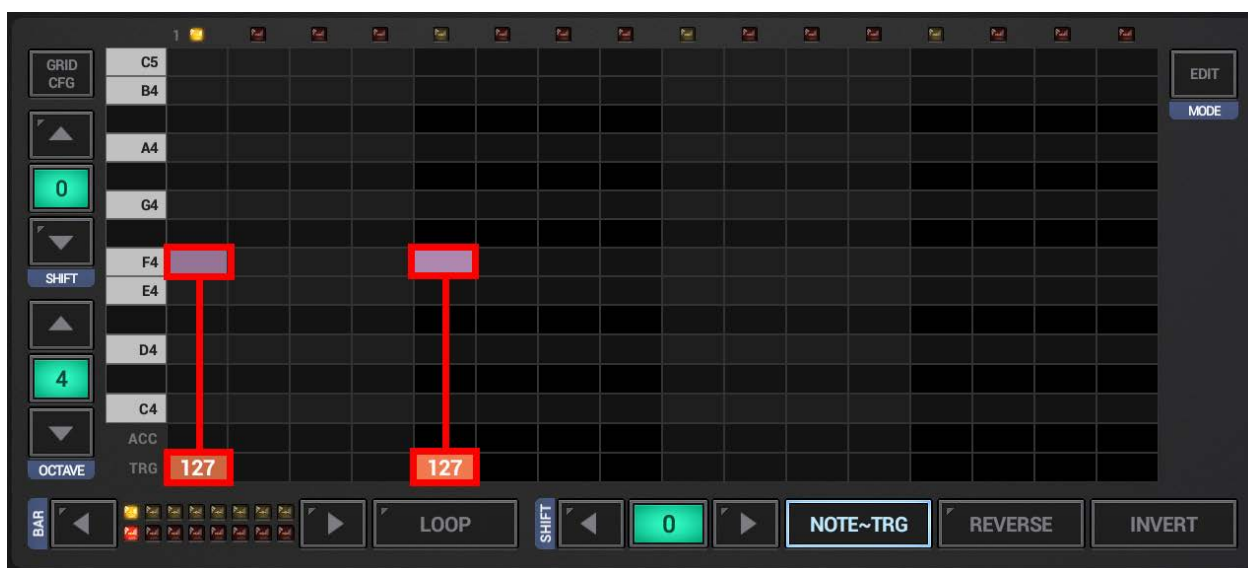 1
GRID
CFG
C5
EDIT
B4
MODE
A4
0
G4
F4
SHIFT
E4
D4
4
C4
ACC
OCTAVE
TRG 127 127
BAR
LOOP
SHIFT
0
NOTE~TRG
REVERSE
INVERT